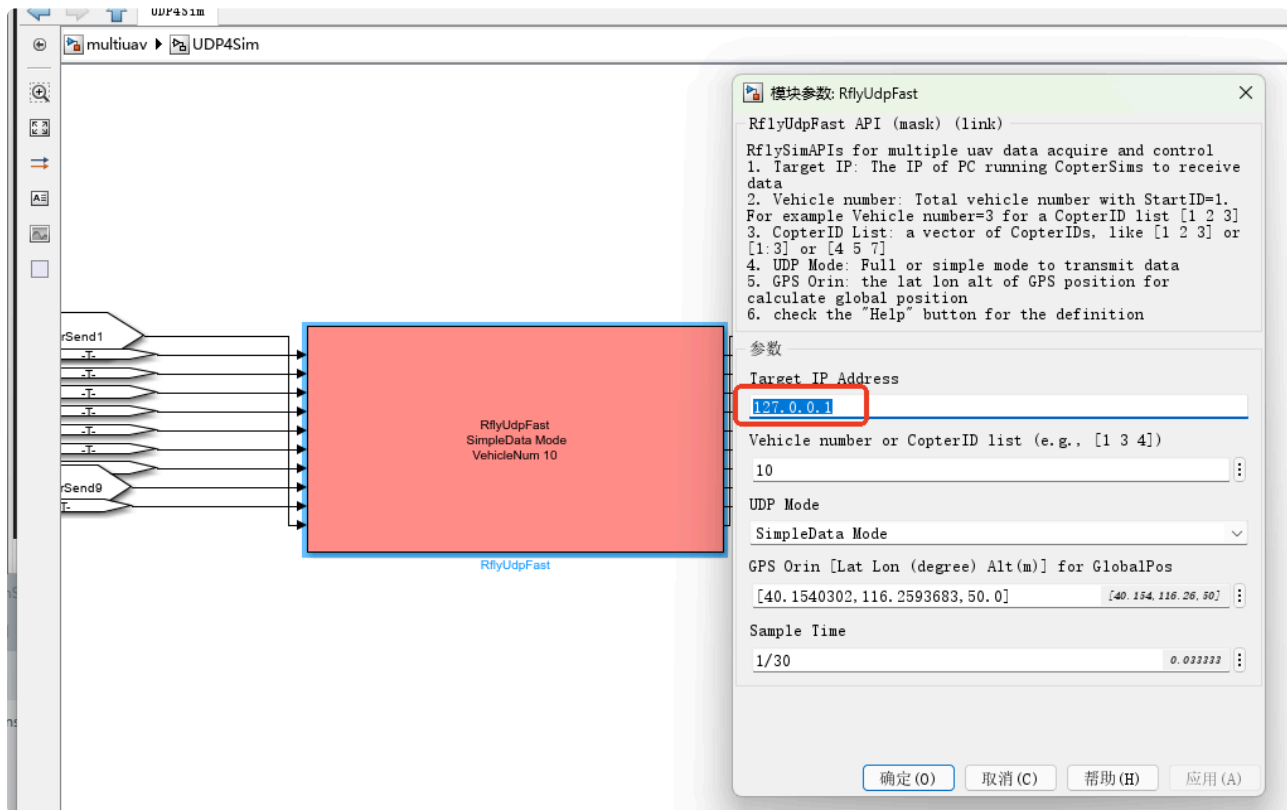 UDP4Sim
multiuav ▶ UDP4Sim
rSend1
-T-
-T-
-T-
-T-
-T-
-T-
rSend9
T-
RflyUdpFast
SimpleData Mode
VehicleNum 10
RflyUdpFast
模块参数: RflyUdpFast
RflyUdpFast API (mask) (link)
RflySimAPIs for multiple uav data acquire and control
1. Target IP: The IP of PC running CopterSims to receive
data
2. Vehicle number: Total vehicle number with StartID=1.
For example Vehicle number=3 for a CopterID list [1 2 3]
3. CopterID List: a vector of CopterIDs, like [1 2 3] or
[1:3] or [4 5 7]
4. UDP Mode: Full or simple mode to transmit data
5. GPS Orin: the lat lon alt of GPS position for
calculate global position
6. check the "Help" button for the definition
参数
Target IP Address
127.0.0.1
Vehicle number or CopterID list (e.g., [1 3 4])
10
UDP Mode
SimpleData Mode
GPS Orin [Lat Lon (degree) Alt(m)] for GlobalPos
[40.1540302,116.2593683,50.0] [40.154,116.26,50]
Sample Time
1/30 0.033333
确定(O) 取消(C) 帮助(H) 应用(A)